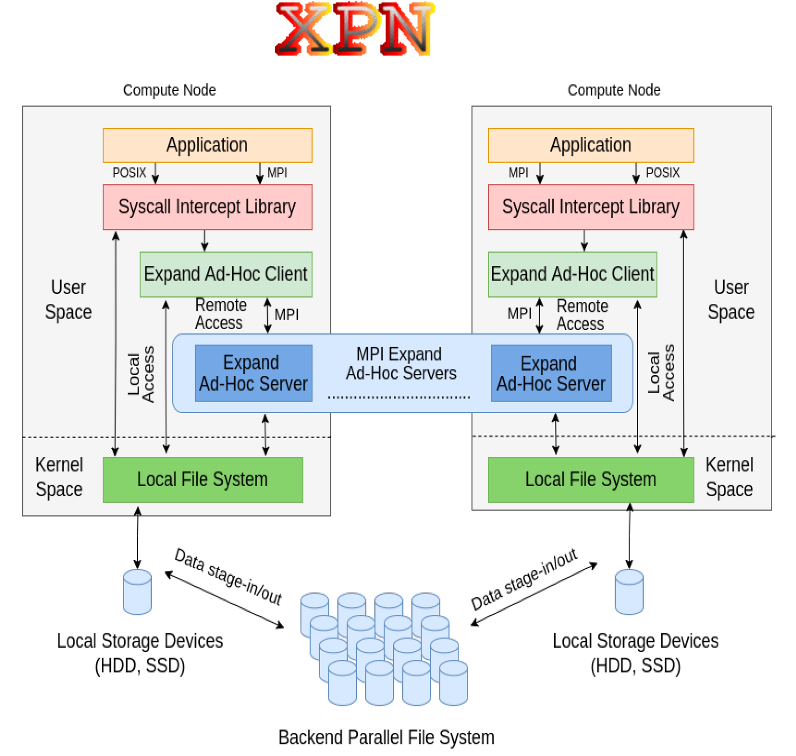 XPN
Compute Node
Compute Node
Application
Application
POSIX
MPI
MPI
POSIX
Syscall Intercept Library
Syscall Intercept Library
Expand Ad-Hoc Client
Expand Ad-Hoc Client
User
Space
User
Space
Remote
Access
MPI
MPI
Remote
Access
Local
Access
Local
Access
Expand
Ad-Hoc Server
MPI Expand
Ad-Hoc Servers
Expand
Ad-Hoc Server
Kernel
Space
Local File System
Local File System
Kernel
Space
Data stage-in/out
Data stage-in/out
Local Storage Devices
(HDD, SSD)
Local Storage Devices
(HDD, SSD)
Backend Parallel File System